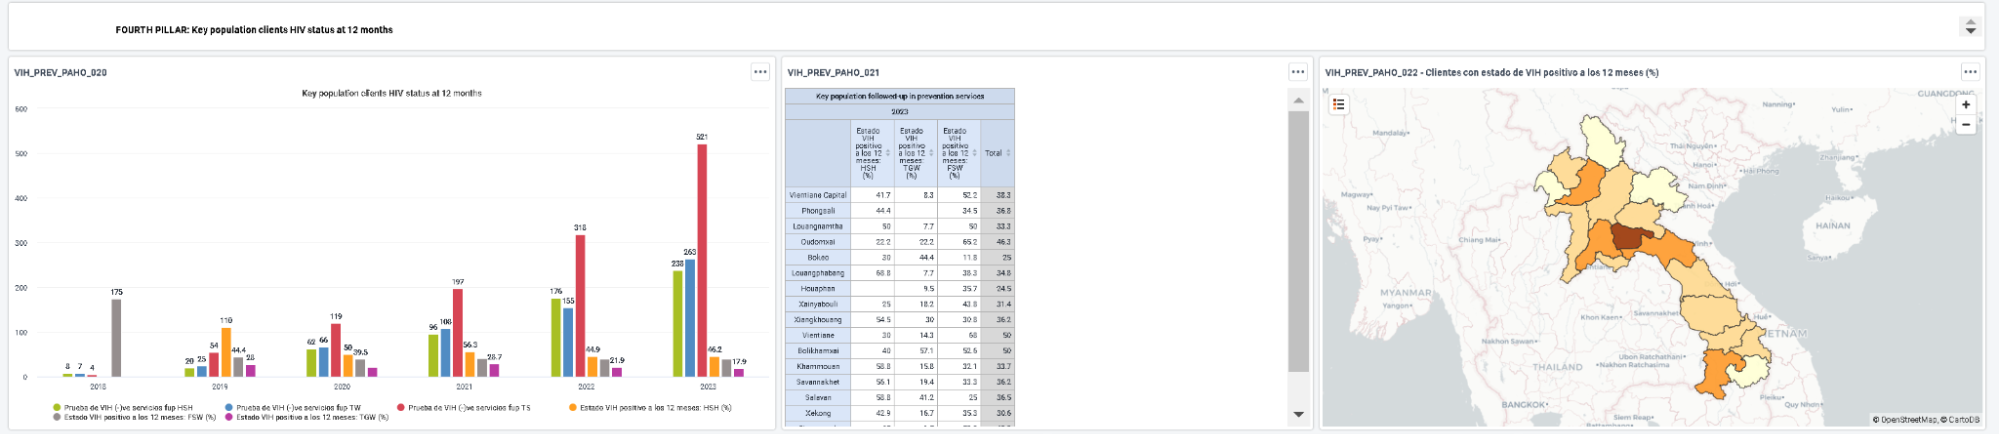 FOURTH PILLAR: Key population clients HIV status at 12 months
VIH_PREV_PAHO_020
Key population clients HIV status at 12 months
600
500
400
300
200
100
0
8 7 4 175
20 25 54 110 44.4 28
62 66 119 50 39.5
96 108 197 56.3 28.7
176 155 318 44.9 21.9
238 263 521 46.2 17.9
2018 2019 2020 2021 2022 2023
Prueba de VIH (-)ve servicios fup HSH
Prueba de VIH (-)ve servicios fup TW
Prueba de VIH (-)ve servicios fup TS
Estado VIH positivo a los 12 meses: HSH (%)
Estado VIH positivo a los 12 meses: FSW (%)
Estado VIH positivo a los 12 meses: TGW (%)
VIH_PREV_PAHO_021
Key population followed-up in prevention services
2023
Estado VIH positivo a los 12 meses: HSH (%)
Estado VIH positivo a los 12 meses: TGW (%)
Estado VIH positivo a los 12 meses: FSW (%)
Total
Vientiane Capital 41.7 8.3 52.2 38.3
Phongsali 44.4 34.5 36.8
Louangnamtha 50 7.7 50 33.3
Oudomxai 22.2 22.2 65.2 46.3
Bokeo 30 44.4 11.8 25
Louangphabang 68.8 7.7 38.3 34.8
Houaphan 9.5 35.7 24.5
Xainyabouli 25 18.2 43.8 31.4
Xiangkhouang 54.5 30 30.8 36.2
Vientiane 30 14.3 68 50
Bolikhamxai 40 57.1 52.6 50
Khammouan 58.8 15.8 32.1 33.7
Savannakhet 56.1 19.4 33.3 36.2
Salavan 58.8 41.2 25 36.5
Xekong 42.9 16.7 35.3 30.6
VIH_PREV_PAHO_022 - Clientes con estado de VIH positivo a los 12 meses (%)
GUANGDONG
Nanning
Yulin
Mandalay
Thái Nguyên
Zhanjiang
Hanoi
Hải Phong
Magway
Nam Định
Haikou
Nay Pyi Taw
HAINAN
Pyay
Chiang Mai
Sanya
MYANMAR
Yangon
Khon Kaen
Savannakhet
Huế
Nakhon Sawan
ETNAM
Ubon Ratchathani
THAILAND
Nakhon Ratchasima
Pleiku
Quy Nhon
BANGKOK
Siem Reap
Battambang
© OpenStreetMap, © CartoDB